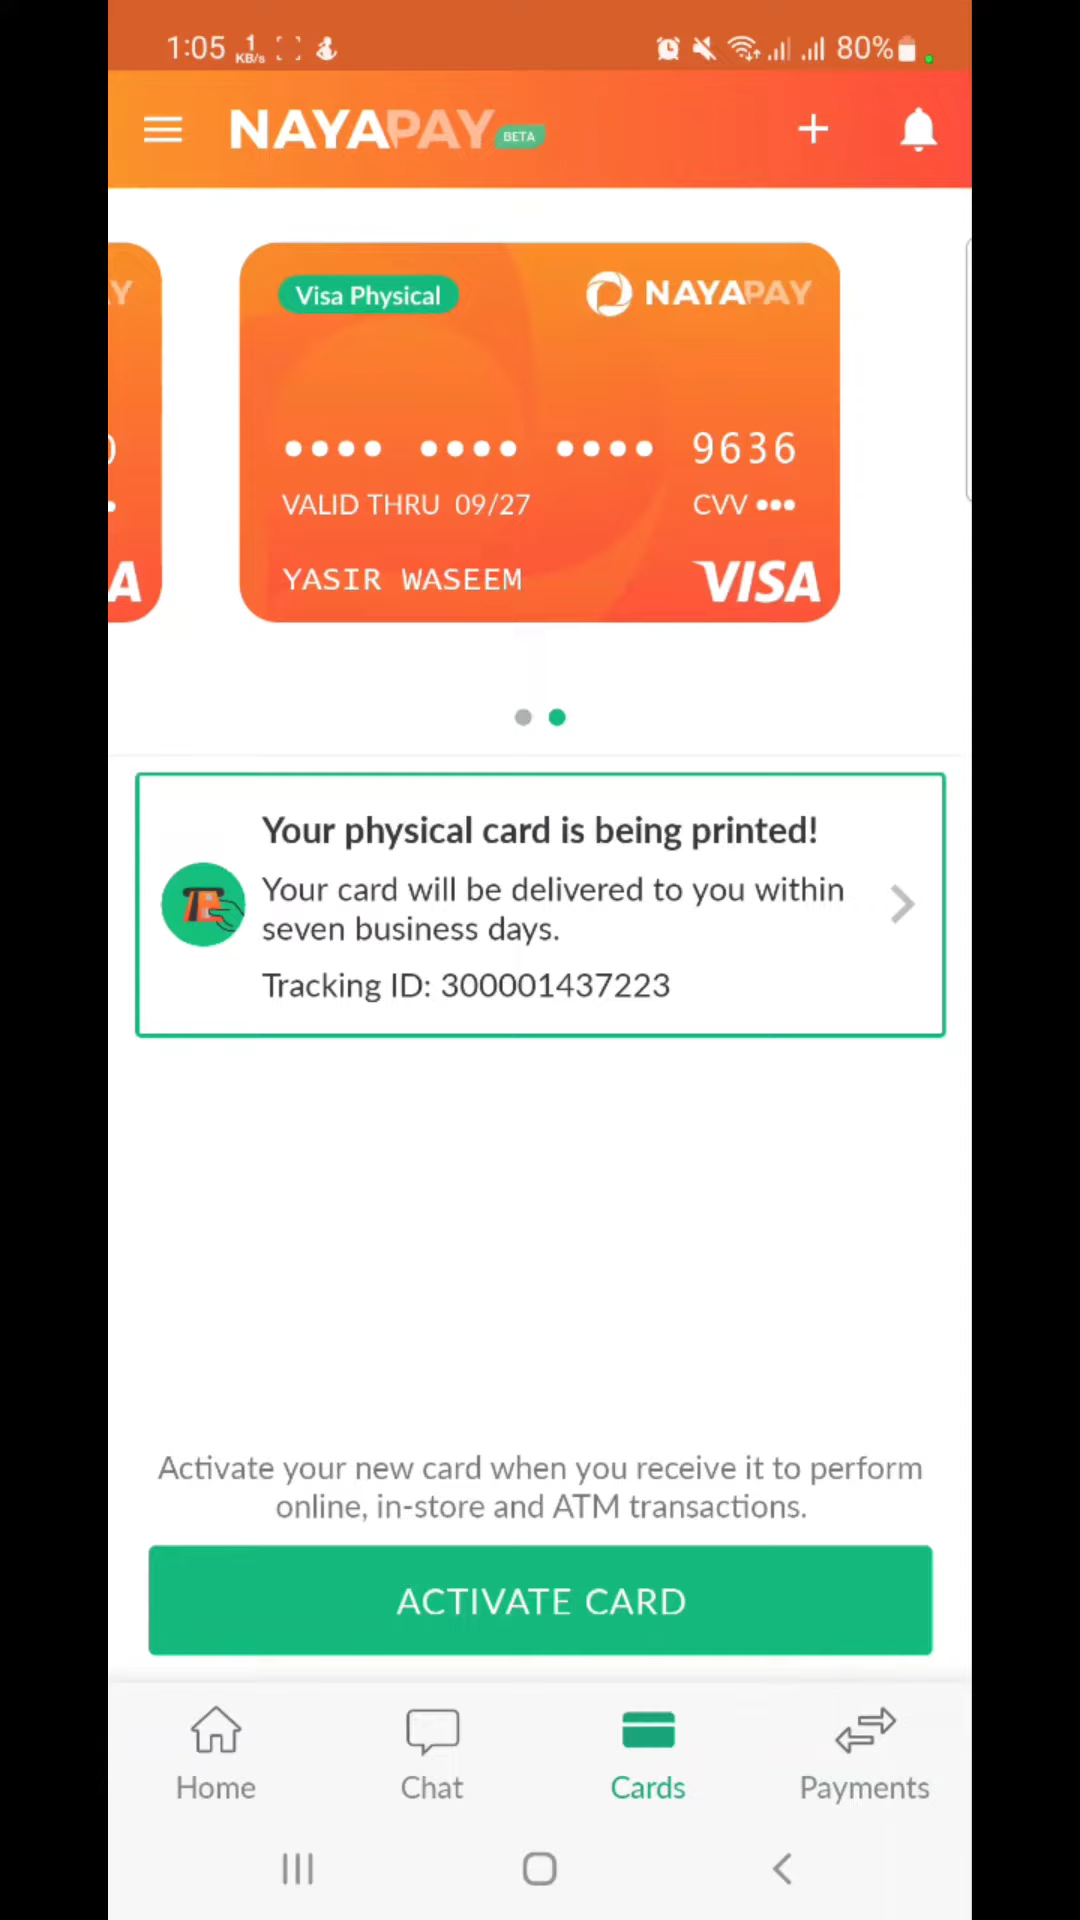 1:05 1 KB/s 80%
NAYAPAY BETA
Y
Visa Physical NAYAPAY
•••• •••• •••• 9636
VALID THRU 09/27 CVV •••
YASIR WASEEM VISA
A
Your physical card is being printed!
Your card will be delivered to you within
seven business days.
Tracking ID: 300001437223
Activate your new card when you receive it to perform
online, in-store and ATM transactions.
ACTIVATE CARD
Home Chat Cards Payments